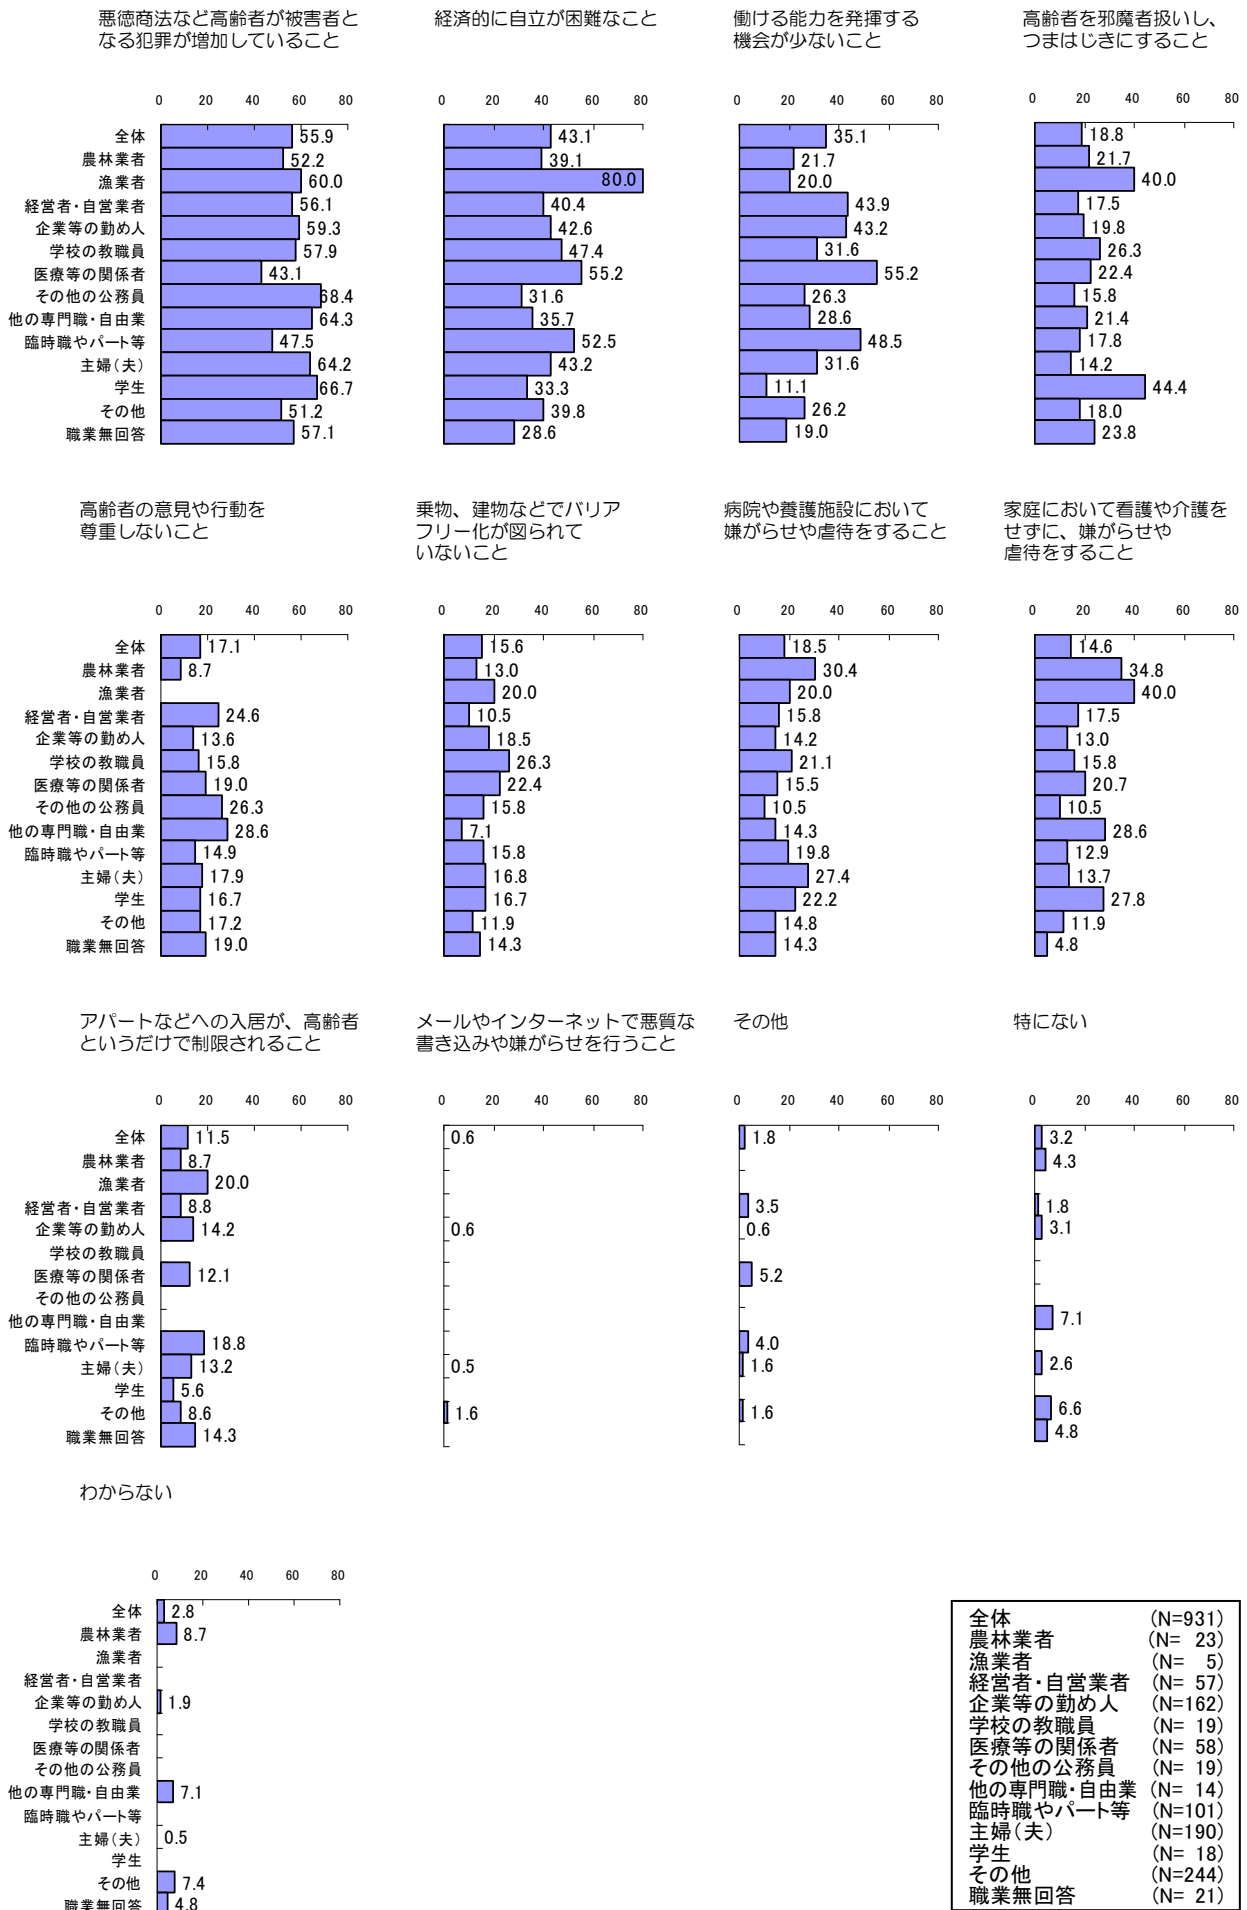 悪徳商法など高齢者が被害者と
なる犯罪が増加していること
経済的に自立が困難なこと
働ける能力を発揮する
機会が少ないこと
高齢者を邪魔者扱いし、
つまはじきにすること
0 20 40 60 80 0 20 40 60 80 0 20 40 60 80 0 20 40 60 80
全体 55.9 43.1 35.1 18.8
農林業者 52.2 39.1 21.7 21.7
漁業者 60.0 80.0 20.0 40.0
経営者・自営業者 56.1 40.4 43.9 17.5
企業等の勤め人 59.3 42.6 43.2 19.8
学校の教職員 57.9 47.4 31.6 26.3
医療等の関係者 43.1 55.2 55.2 22.4
その他の公務員 68.4 31.6 26.3 15.8
他の専門職・自由業 64.3 35.7 28.6 21.4
臨時職やパート等 47.5 52.5 48.5 17.8
主婦(夫) 64.2 43.2 31.6 14.2
学生 66.7 33.3 11.1 44.4
その他 51.2 39.8 26.2 18.0
職業無回答 57.1 28.6 19.0 23.8
高齢者の意見や行動を
尊重しないこと
乗物、建物などでバリア
フリー化が図られて
いないこと
病院や養護施設において
嫌がらせや虐待をすること
家庭において看護や介護を
せずに、嫌がらせや
虐待をすること
0 20 40 60 80 0 20 40 60 80 0 20 40 60 80 0 20 40 60 80
全体 17.1 15.6 18.5 14.6
農林業者 8.7 13.0 30.4 34.8
漁業者 20.0 20.0 40.0
経営者・自営業者 24.6 10.5 15.8 17.5
企業等の勤め人 13.6 18.5 14.2 13.0
学校の教職員 15.8 26.3 21.1 15.8
医療等の関係者 19.0 22.4 15.5 20.7
その他の公務員 26.3 15.8 10.5 10.5
他の専門職・自由業 28.6 7.1 14.3 28.6
臨時職やパート等 14.9 15.8 19.8 12.9
主婦(夫) 17.9 16.8 27.4 13.7
学生 16.7 16.7 22.2 27.8
その他 17.2 11.9 14.8 11.9
職業無回答 19.0 14.3 14.3 4.8
アパートなどへの入居が、高齢者
というだけで制限されること
メールやインターネットで悪質な
書き込みや嫌がらせを行うこと
その他
特にない
0 20 40 60 80 0 20 40 60 80 0 20 40 60 80 0 20 40 60 80
全体 11.5 0.6 1.8 3.2
農林業者 8.7 4.3
漁業者 20.0
経営者・自営業者 8.8 3.5 1.8
企業等の勤め人 14.2 0.6 0.6 3.1
学校の教職員
医療等の関係者 12.1 5.2
その他の公務員
他の専門職・自由業 7.1
臨時職やパート等 18.8 4.0
主婦(夫) 13.2 0.5 1.6 2.6
学生 5.6
その他 8.6 1.6 1.6 6.6
職業無回答 14.3 4.8
わからない
0 20 40 60 80
全体 2.8
農林業者 8.7
漁業者
経営者・自営業者
企業等の勤め人 1.9
学校の教職員
医療等の関係者
その他の公務員
他の専門職・自由業 7.1
臨時職やパート等
主婦(夫) 0.5
学生
その他 7.4
職業無回答 4.8
全体 (N=931)
農林業者 (N= 23)
漁業者 (N= 5)
経営者・自営業者 (N= 57)
企業等の勤め人 (N=162)
学校の教職員 (N= 19)
医療等の関係者 (N= 58)
その他の公務員 (N= 19)
他の専門職・自由業 (N= 14)
臨時職やパート等 (N=101)
主婦(夫) (N=190)
学生 (N= 18)
その他 (N=244)
職業無回答 (N= 21)